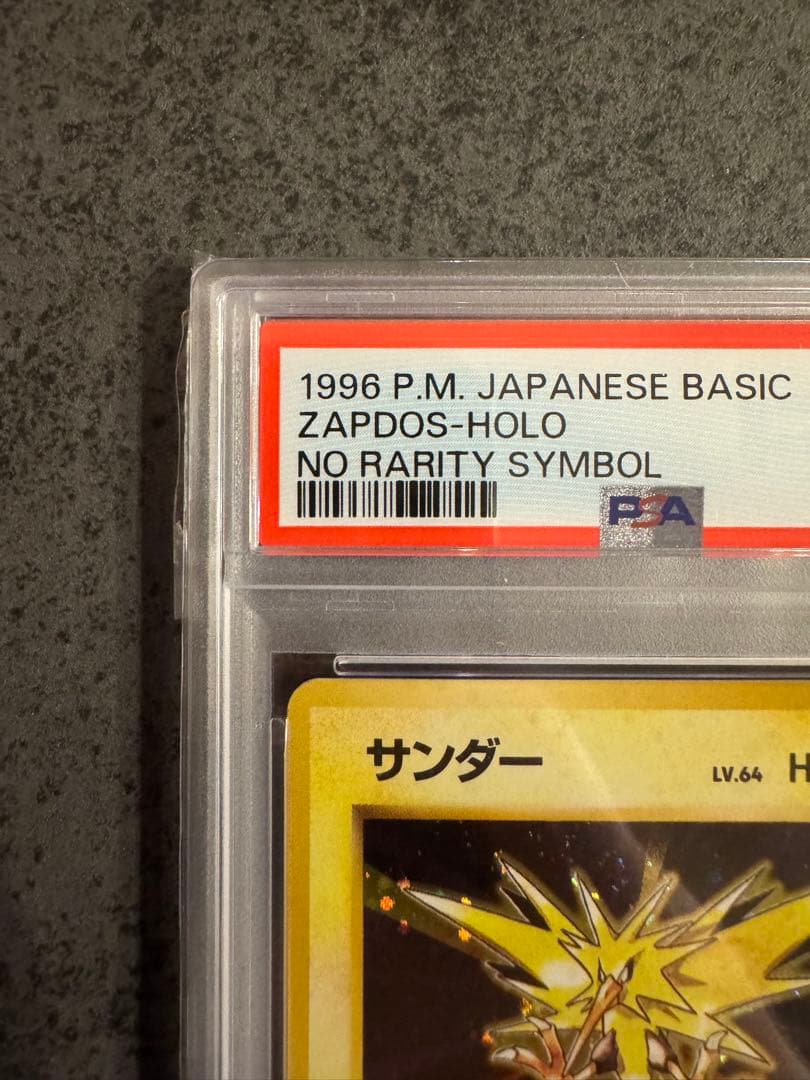 1996 P.M. JAPANESE BASIC
ZAPDOS-HOLO
NO RARITY SYMBOL
PSA
サンダー LV.64 H